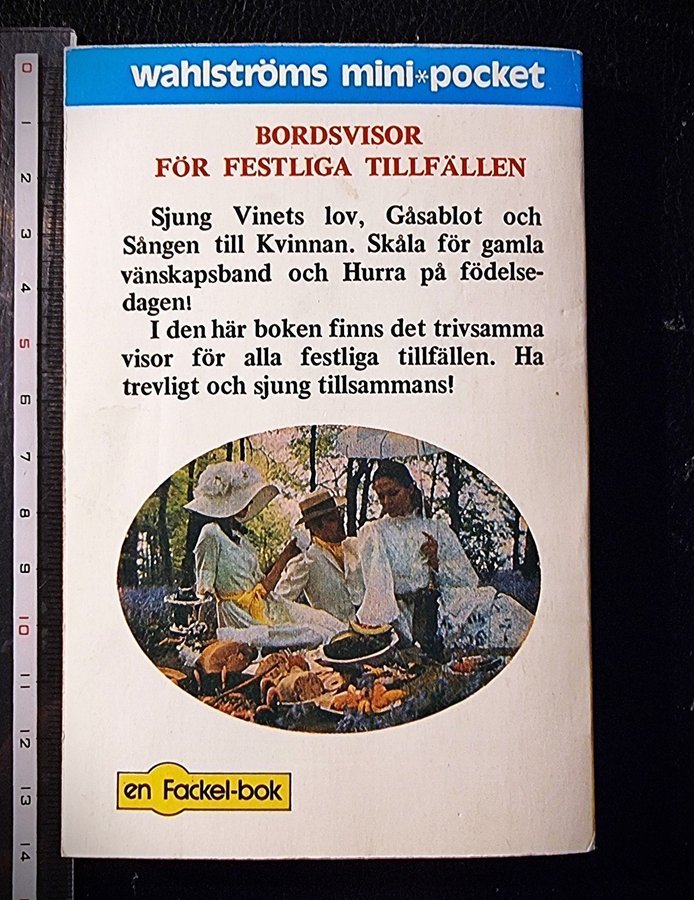 wahlströms mini*pocket
BORDSVISOR
FÖR FESTLIGA TILLFÄLLEN
Sjung Vinets lov, Gåsablot och
Sången till Kvinnan. Skåla för gamla
vänskapsband och Hurra på födelse-
dagen!
I den här boken finns det trivsamma
visor för alla festliga tillfällen. Ha
trevligt och sjung tillsammans!
en Fackel-bok
0
1
2
3
4
5
6
7
8
9
10
11
12
13
14